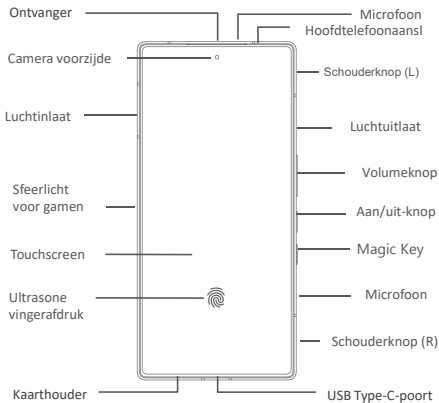 Ontvanger
Microfoon
Hoofdtelefoonaansl
Camera voorzijde
Schouderknop (L)
Luchtinlaat
Luchtuitlaat
Volumeknop
Sfeerlicht
voor gamen
Aan/uit-knop
Touchscreen
Magic Key
Ultrasone
vingerafdruk
Microfoon
Schouderknop (R)
Kaarthouder
USB Type-C-poort